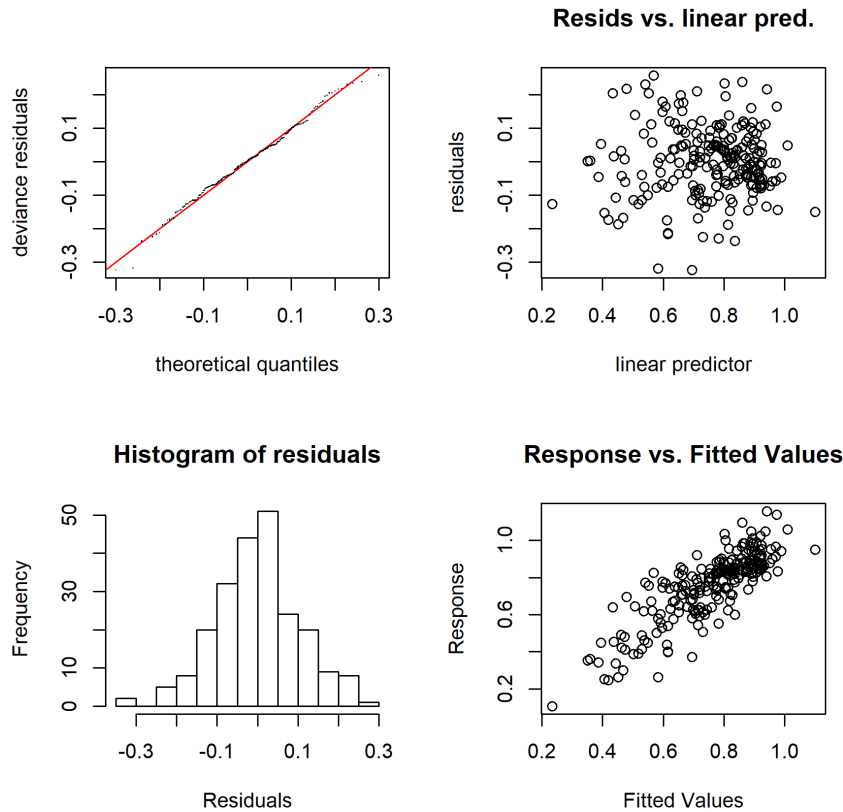 deviance residuals
0.1
-0.1
-0.3
-0.3
-0.1
0.1
0.3
theoretical quantiles
Resids vs. linear pred.
residuals
0.1
-0.1
-0.3
0.2
0.4
0.6
0.8
1.0
linear predictor
Histogram of residuals
Frequency
50
30
10
0
-0.3
-0.1
0.1
0.3
Residuals
Response vs. Fitted Values
Response
1.0
0.6
0.2
0.2
0.4
0.6
0.8
1.0
Fitted Values